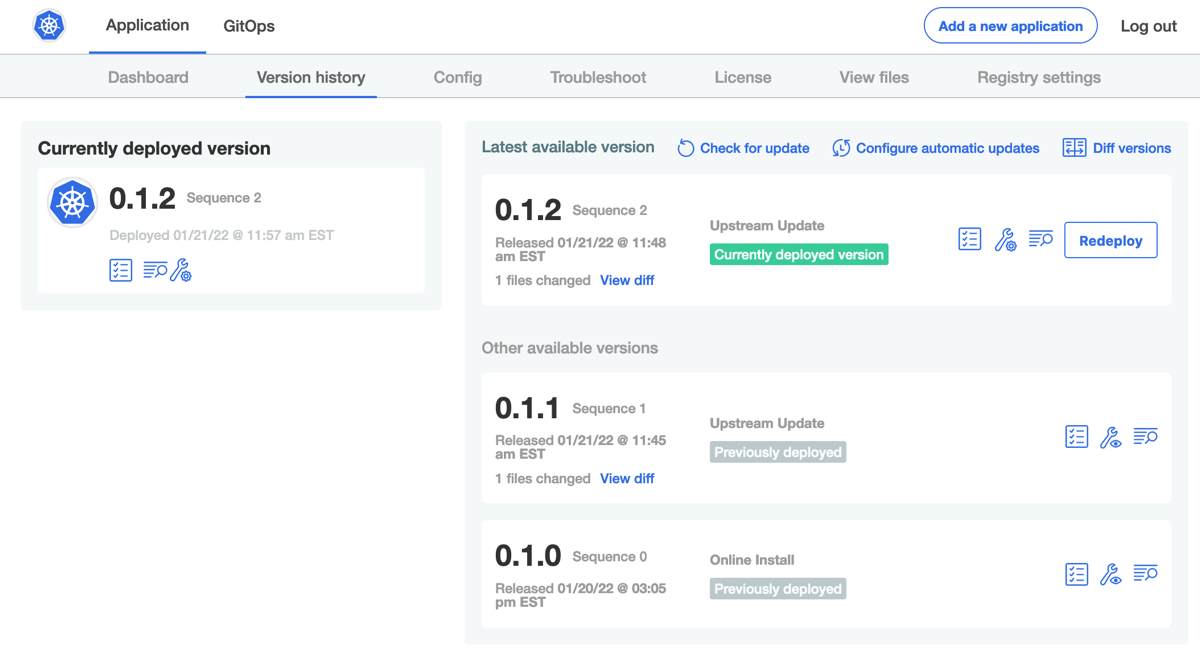 Application
GitOps
Add a new application
Log out
Dashboard
Version history
Config
Troubleshoot
License
View files
Registry settings
Currently deployed version
0.1.2 Sequence 2
Deployed 01/21/22 @ 11:57 am EST
Latest available version
Check for update
Configure automatic updates
Diff versions
0.1.2 Sequence 2
Released 01/21/22 @ 11:48
am EST
1 files changed View diff
Upstream Update
Currently deployed version
Redeploy
Other available versions
0.1.1 Sequence 1
Released 01/21/22 @ 11:45
am EST
1 files changed View diff
Upstream Update
Previously deployed
0.1.0 Sequence 0
Released 01/20/22 @ 03:05
pm EST
Online Install
Previously deployed